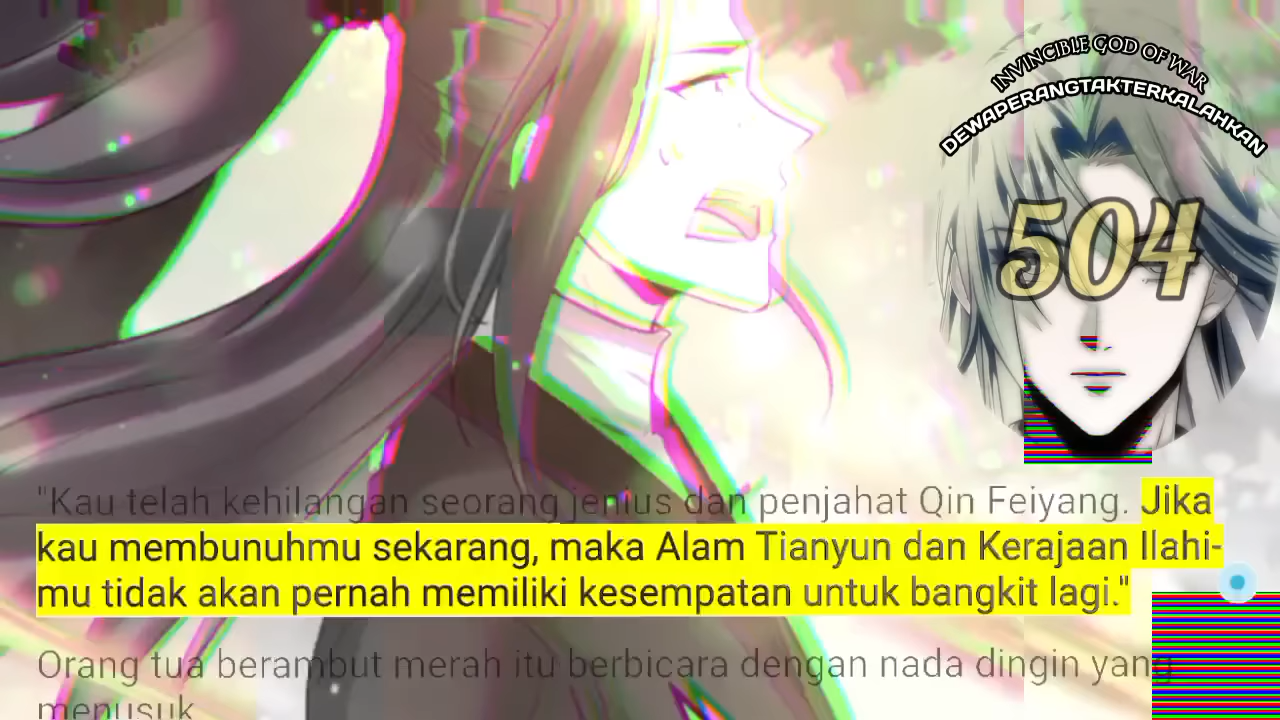 INVINCIBLE GOD OF WAR
DEWAPERANGTAKTERKALAHKAN
504
"Kau telah kehilangan seorang jenius dan penjahat Qin Feiyang. Jika
kau membunuhmu sekarang, maka Alam Tianyun dan Kerajaan Ilahi-
mu tidak akan pernah memiliki kesempatan untuk bangkit lagi."
Orang tua berambut merah itu berbicara dengan nada dingin yang
menusuk